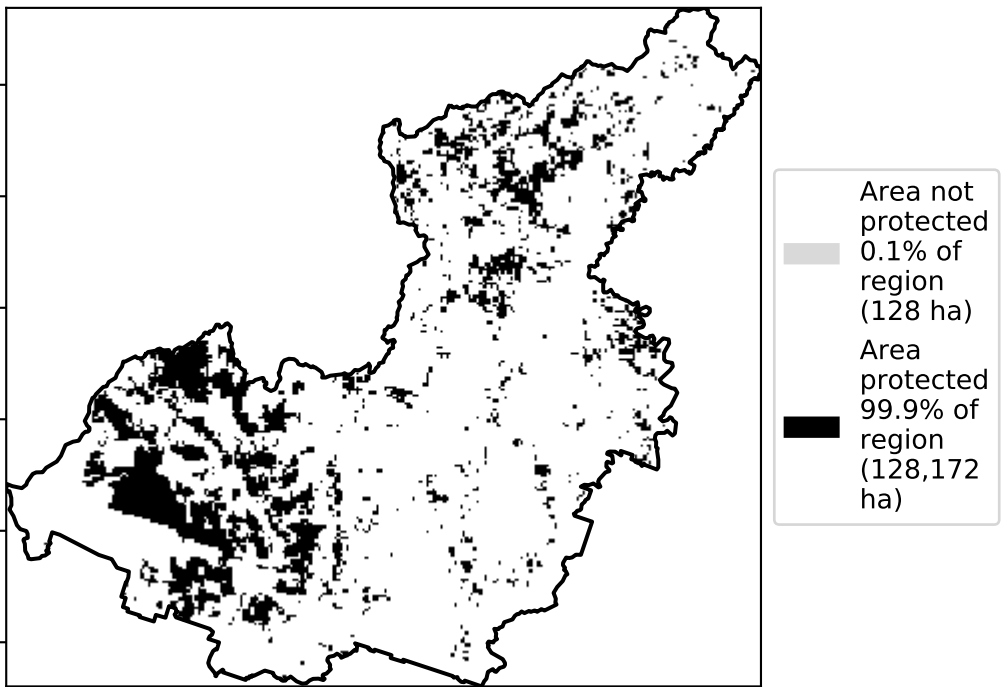 Area not
protected
0.1% of
region
(128 ha)
Area
protected
99.9% of
region
(128,172
ha)